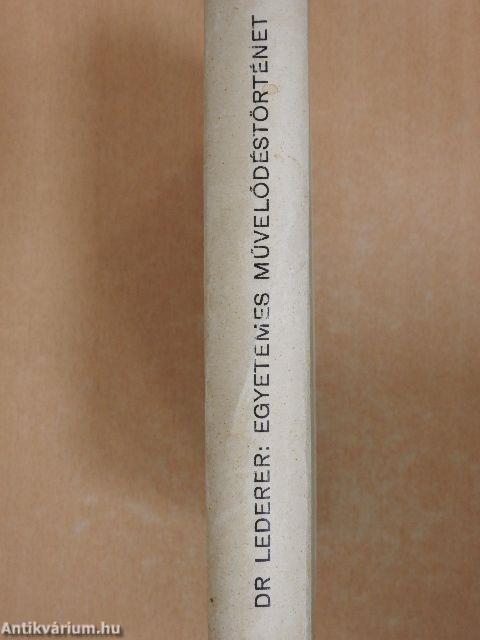 DR LEDERER: EGYETEMES MŰVELŐDÉSTÖRTÉNET
Antikvárium.hu